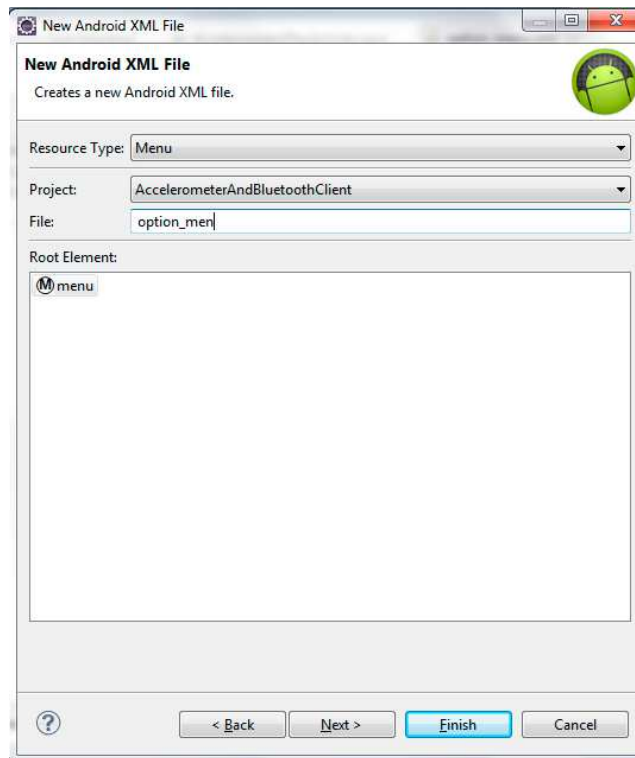 New Android XML File
New Android XML File
Creates a new Android XML file.
Resource Type: Menu
Project: AccelerometerAndBluetoothClient
File: option_men
Root Element:
M menu
? < Back Next > Finish Cancel